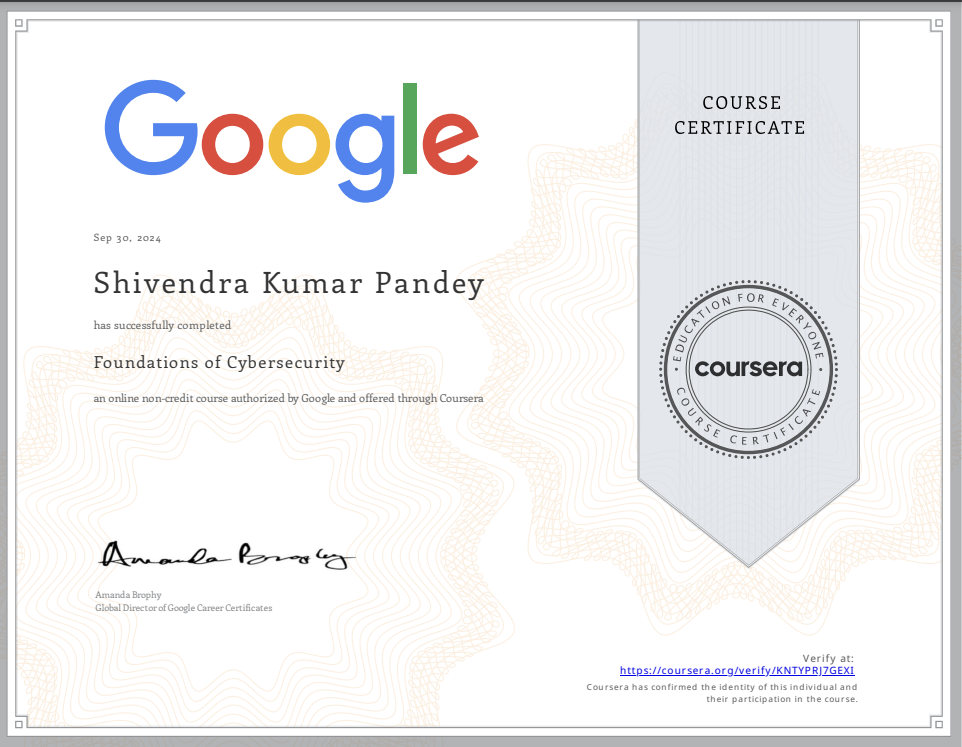 Google
COURSE
CERTIFICATE
Sep 30, 2024
Shivendra Kumar Pandey
has successfully completed
Foundations of Cybersecurity
an online non-credit course authorized by Google and offered through Coursera
EDUCATION FOR EVERYONE
coursera
COURSE CERTIFICATE
Amanda Brophy
Amanda Brophy
Global Director of Google Career Certificates
Verify at:
https://coursera.org/verify/KNTYPRJ7GEXI
Coursera has confirmed the identity of this individual and
their participation in the course.